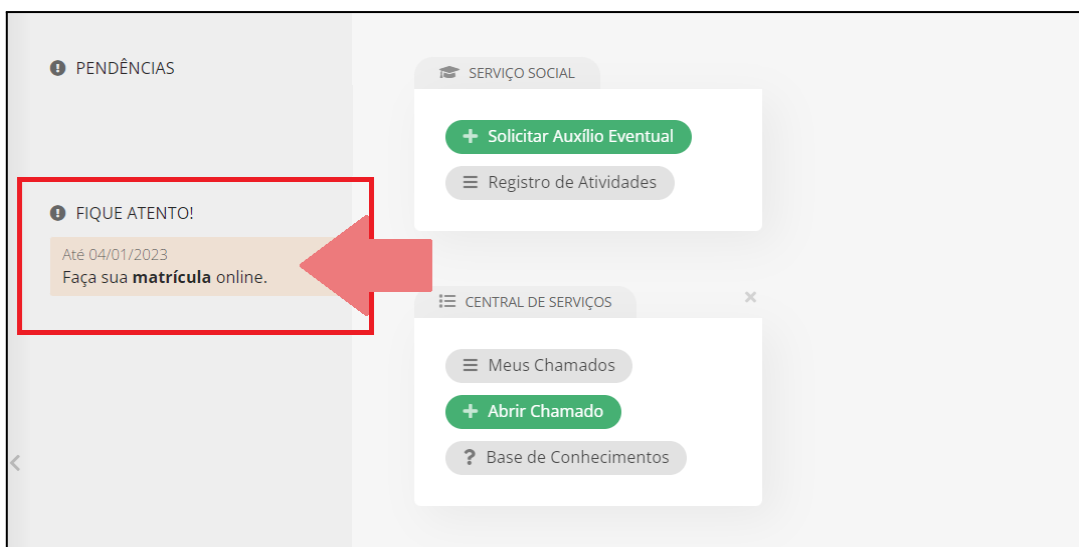 PENDÊNCIAS
FIQUE ATENTO!
Até 04/01/2023
Faça sua matrícula online.
SERVIÇO SOCIAL
Solicitar Auxílio Eventual
Registro de Atividades
CENTRAL DE SERVIÇOS
Meus Chamados
Abrir Chamado
Base de Conhecimentos